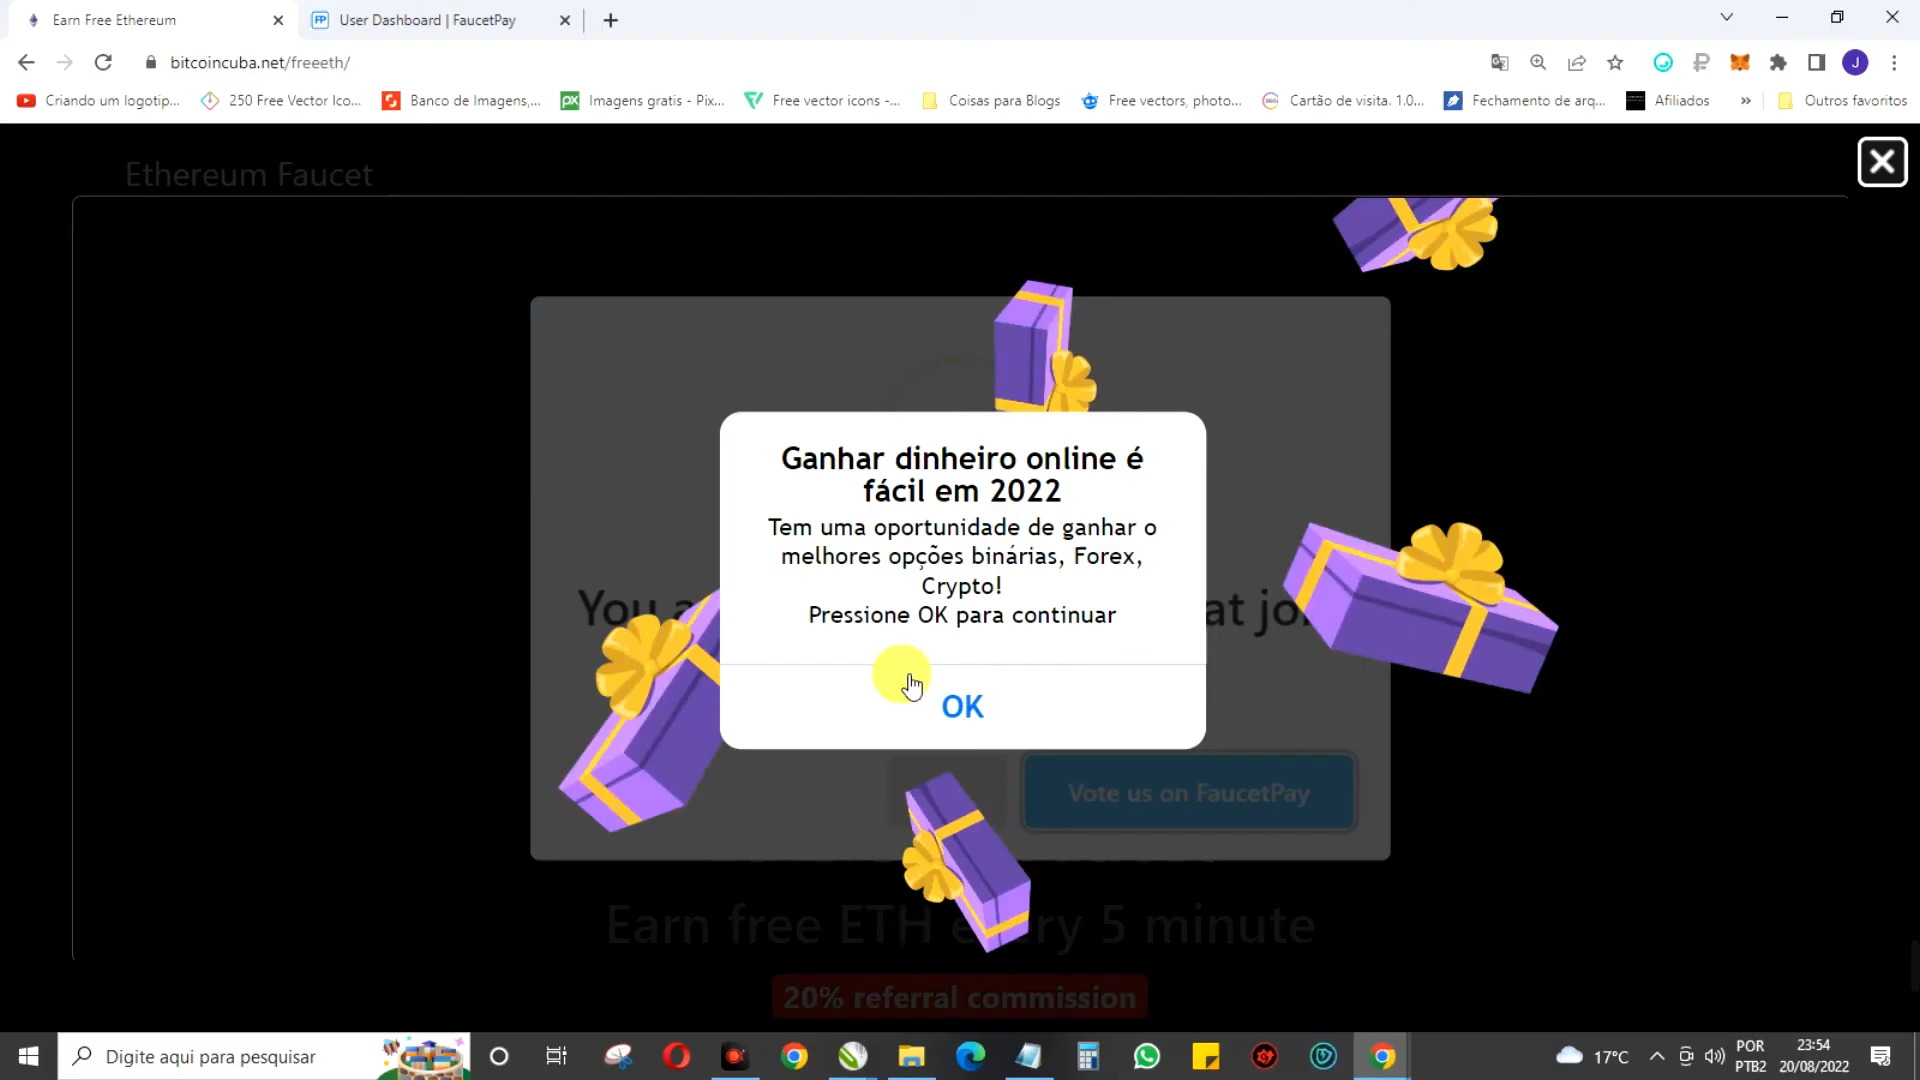 Earn Free Ethereum
User Dashboard | FaucetPay
bitcoincuba.net/freeeth/
Criando um logotip...
250 Free Vector Ico...
Banco de Imagens,...
Imagens gratis - Pix...
Free vector icons -...
Coisas para Blogs
Free vectors, photo...
Cartão de visita. 1.0...
Fechamento de arq...
Afiliados
Outros favoritos
Ethereum Faucet
Ganhar dinheiro online é
fácil em 2022
Tem uma oportunidade de ganhar o
melhores opções binárias, Forex,
Crypto!
Pressione OK para continuar
You
OK
Vote us on FaucetPay
Earn free ETH 5 minute
20% referral commission
Digite aqui para pesquisar
17°C
POR
PTB2
23:54
20/08/2022